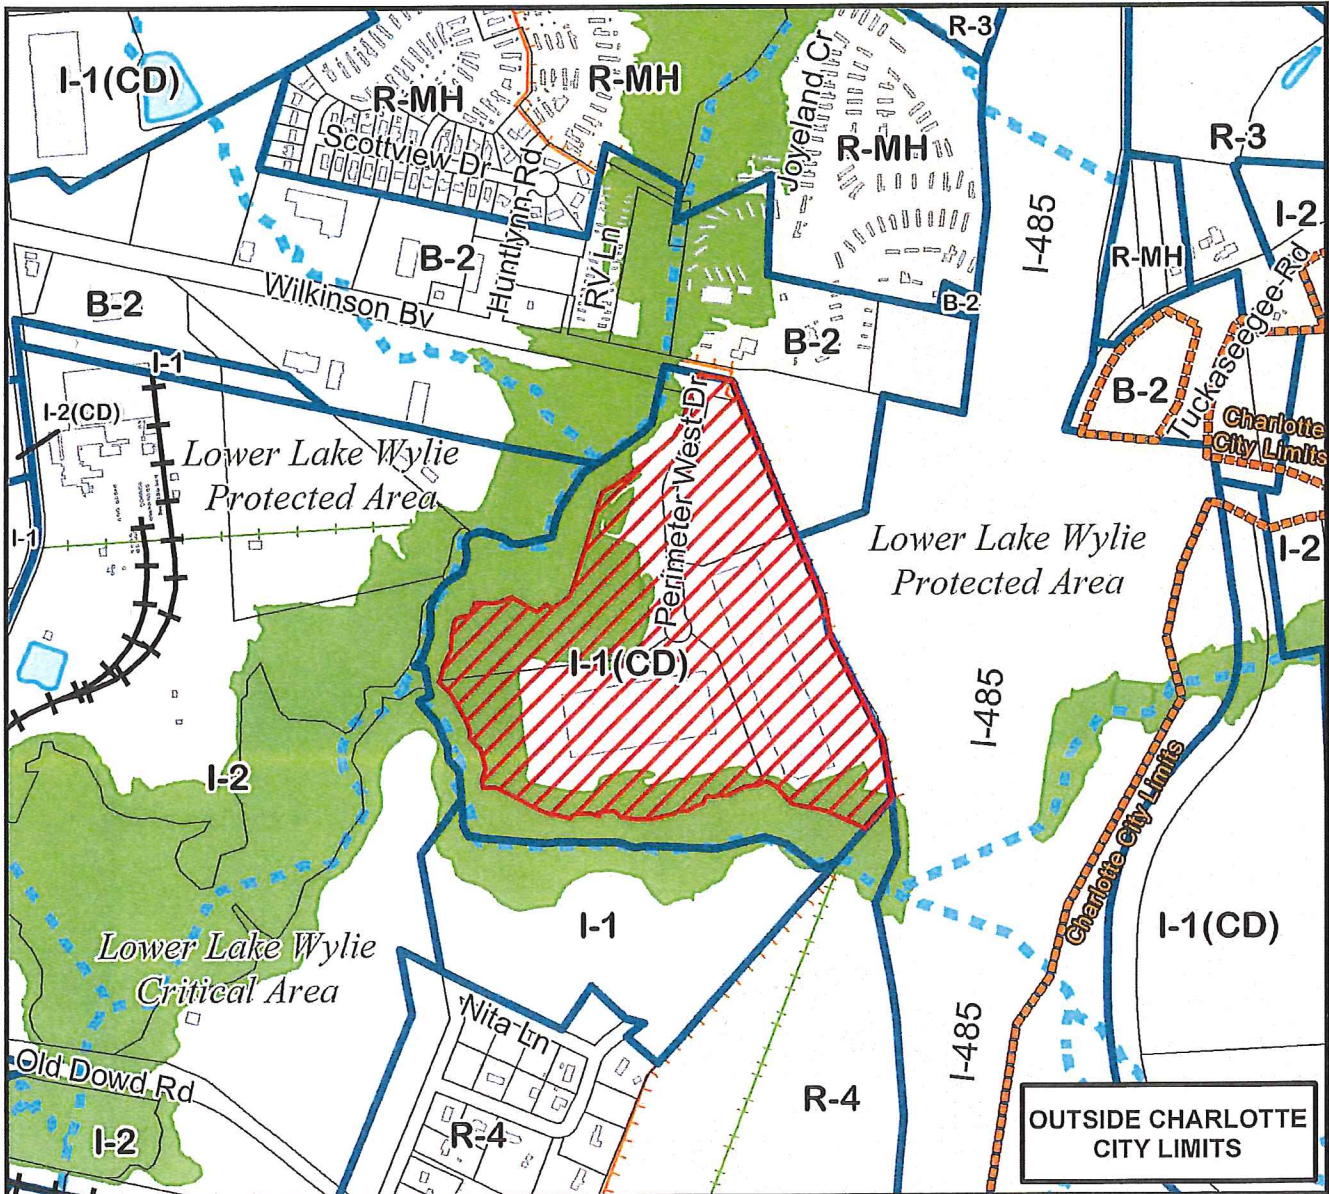 R-3
I-1(CD)
R-MH
R-MH
Joyeland Cr
R-MH
R-3
Scottview Dr
Huntlynn Rd
I-2
I-485
R-MH
B-2
RV Ln
Tuckaseegee Rd
Wilkinson Bv
B-2
B-2
B-2
I-1
B-2
Perimeter West Dr
I-2(CD)
Charlotte
City Limits
Lower Lake Wylie
Protected Area
I-1
Lower Lake Wylie
Protected Area
I-2
I-1(CD)
I-485
I-2
Charlotte City Limits
I-1
I-1(CD)
Lower Lake Wylie
Critical Area
Nita Ln
I-485
Old Dowd Rd
R-4
R-4
I-2
OUTSIDE CHARLOTTE
CITY LIMITS